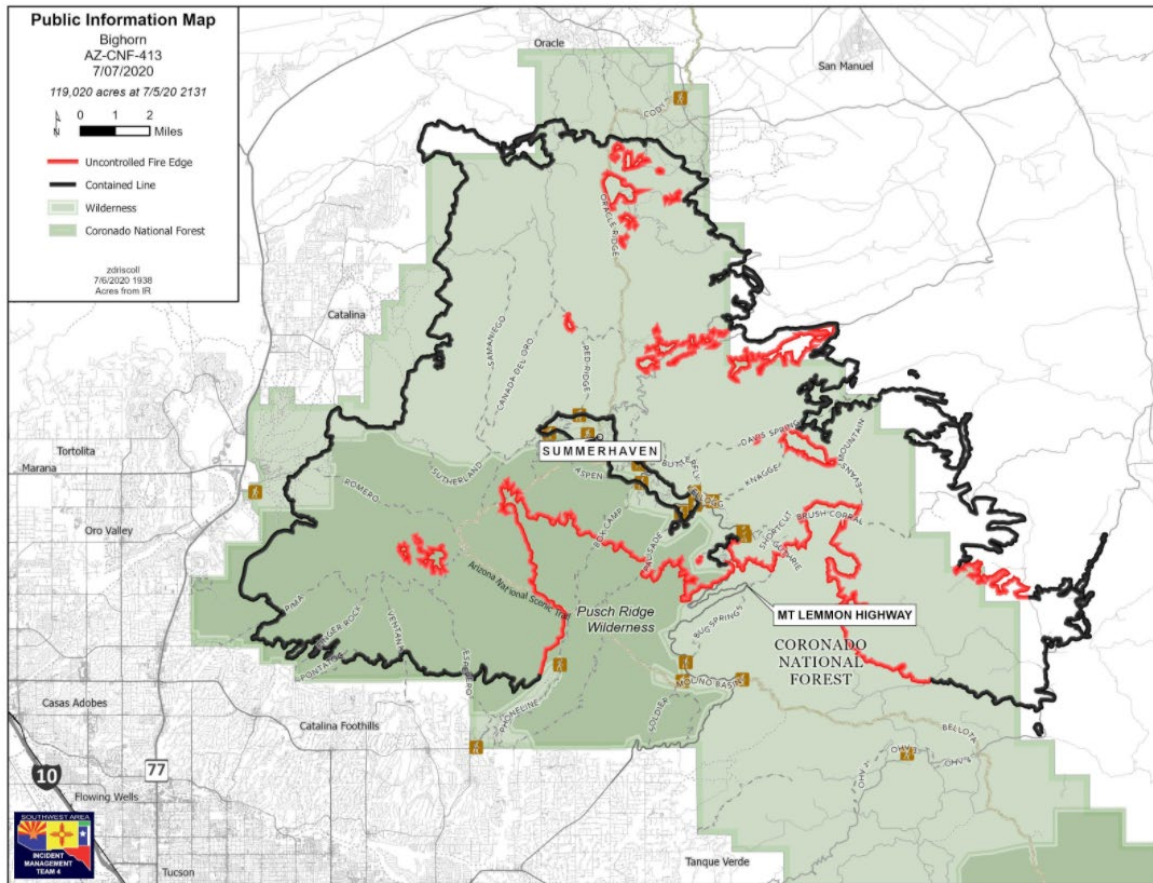 Public Information Map
Bighorn
AZ-CNF-413
7/07/2020
119,020 acres at 7/5/20 2131
0 1 2
N
Miles
Uncontrolled Fire Edge
Contained Line
Wilderness
Coronado National Forest
zdriscoll
7/6/2020 1938
Acres from IR
Oracle
San Manuel
CODY
ORACLE RIDGE
Catalina
SAMANIEGO
CANADA DEL ORO
RED RIDGE
SUMMERHAVEN
Tortolita
Marana
Oro Valley
ROMERO
SUTHERLAND
ASPEN
BUTTE
DAVIS SPRING
KNAGGE
EVANS MOUNTAIN
BOX CAMP
PALISADE
SHORTCUT
GUTHRIE
BRUSH CORRAL
Arizona National Scenic Trail
Pusch Ridge
Wilderness
BUG SPRINGS
MT LEMMON HIGHWAY
CORONADO
NATIONAL
FOREST
PIMA
FINGER ROCK
PONTATOC
VENTANA
ESPERERO
PHONELINE
SOLDIER
MOLINO BASIN
BELLOTA
Casas Adobes
Catalina Foothills
10
77
Flowing Wells
Tucson
Tanque Verde
SOUTHWEST AREA
INCIDENT
MANAGEMENT
TEAM 4